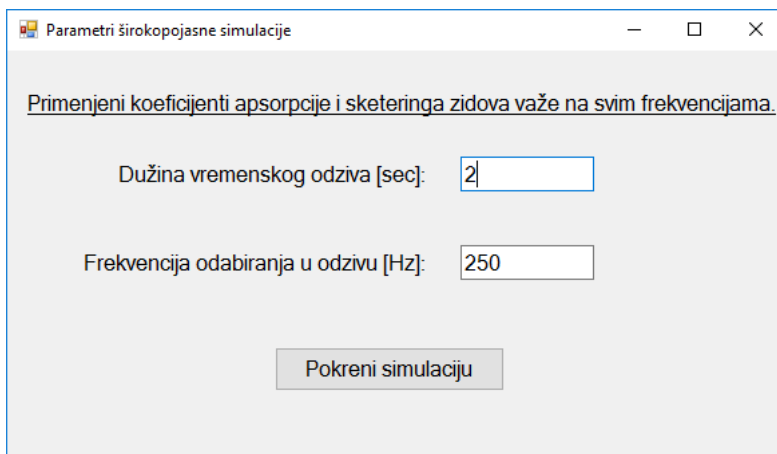 Parametri širokopojasne simulacije
Primenjeni koeficijenti apsorpcije i sketeringa zidova važe na svim frekvencijama.
Dužina vremenskog odziva [sec]: 2
Frekvencija odabiranja u odzivu [Hz]: 250
Pokreni simulaciju